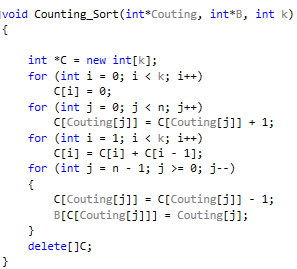 void Counting_Sort(int*Couting, int*B, int k)
{
int *C = new int[k];
for (int i = 0; i < k; i++)
C[i] = 0;
for (int j = 0; j < n; j++)
C[Couting[j]] = C[Couting[j]] + 1;
for (int i = 1; i < k; i++)
C[i] = C[i] + C[i - 1];
for (int j = n - 1; j >= 0; j--)
{
C[Couting[j]] = C[Couting[j]] - 1;
B[C[Couting[j]]] = Couting[j];
}
delete[]C;
}